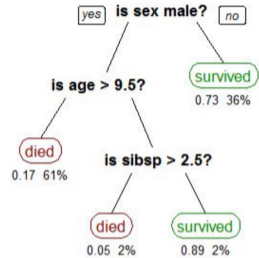 yes is sex male? no
survived
is age > 9.5?
0.73 36%
died
0.17 61%
is sibsp > 2.5?
died survived
0.05 2% 0.89 2%